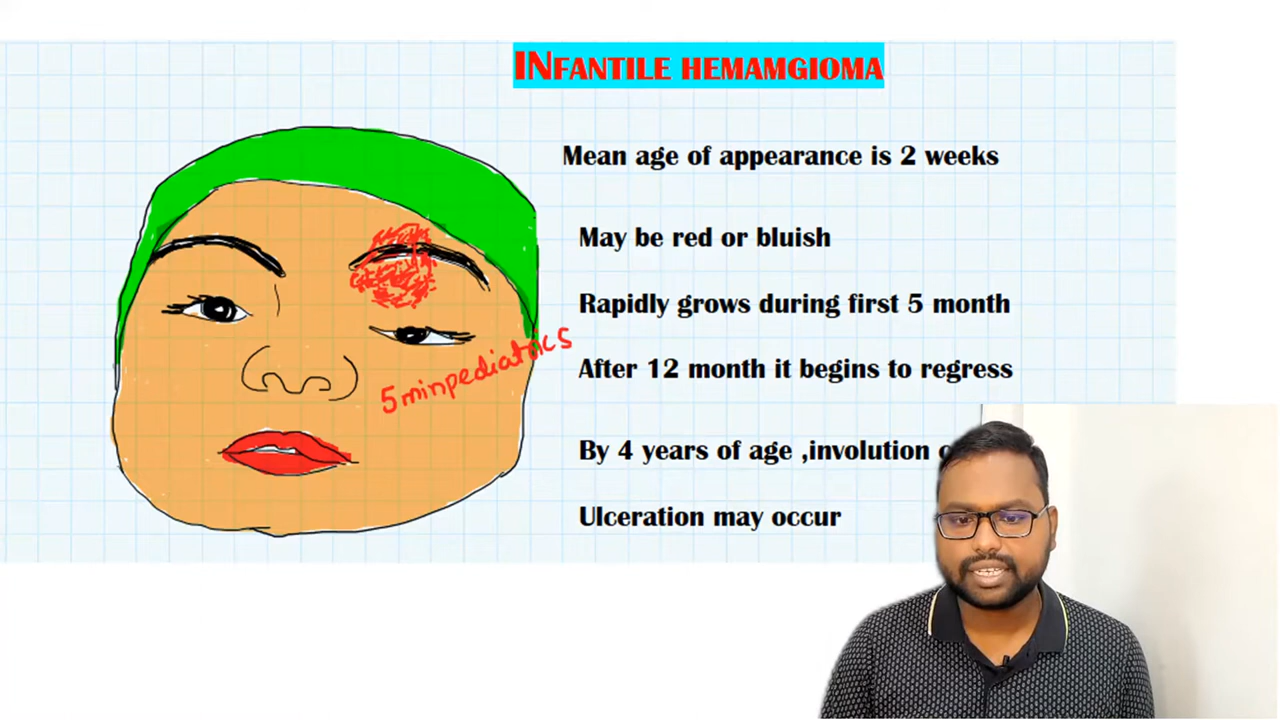 INFANTILE HEMAMGIOMA
Mean age of appearance is 2 weeks
May be red or bluish
Rapidly grows during first 5 month
After 12 month it begins to regress
By 4 years of age ,involution
Ulceration may occur
5minpediatrics